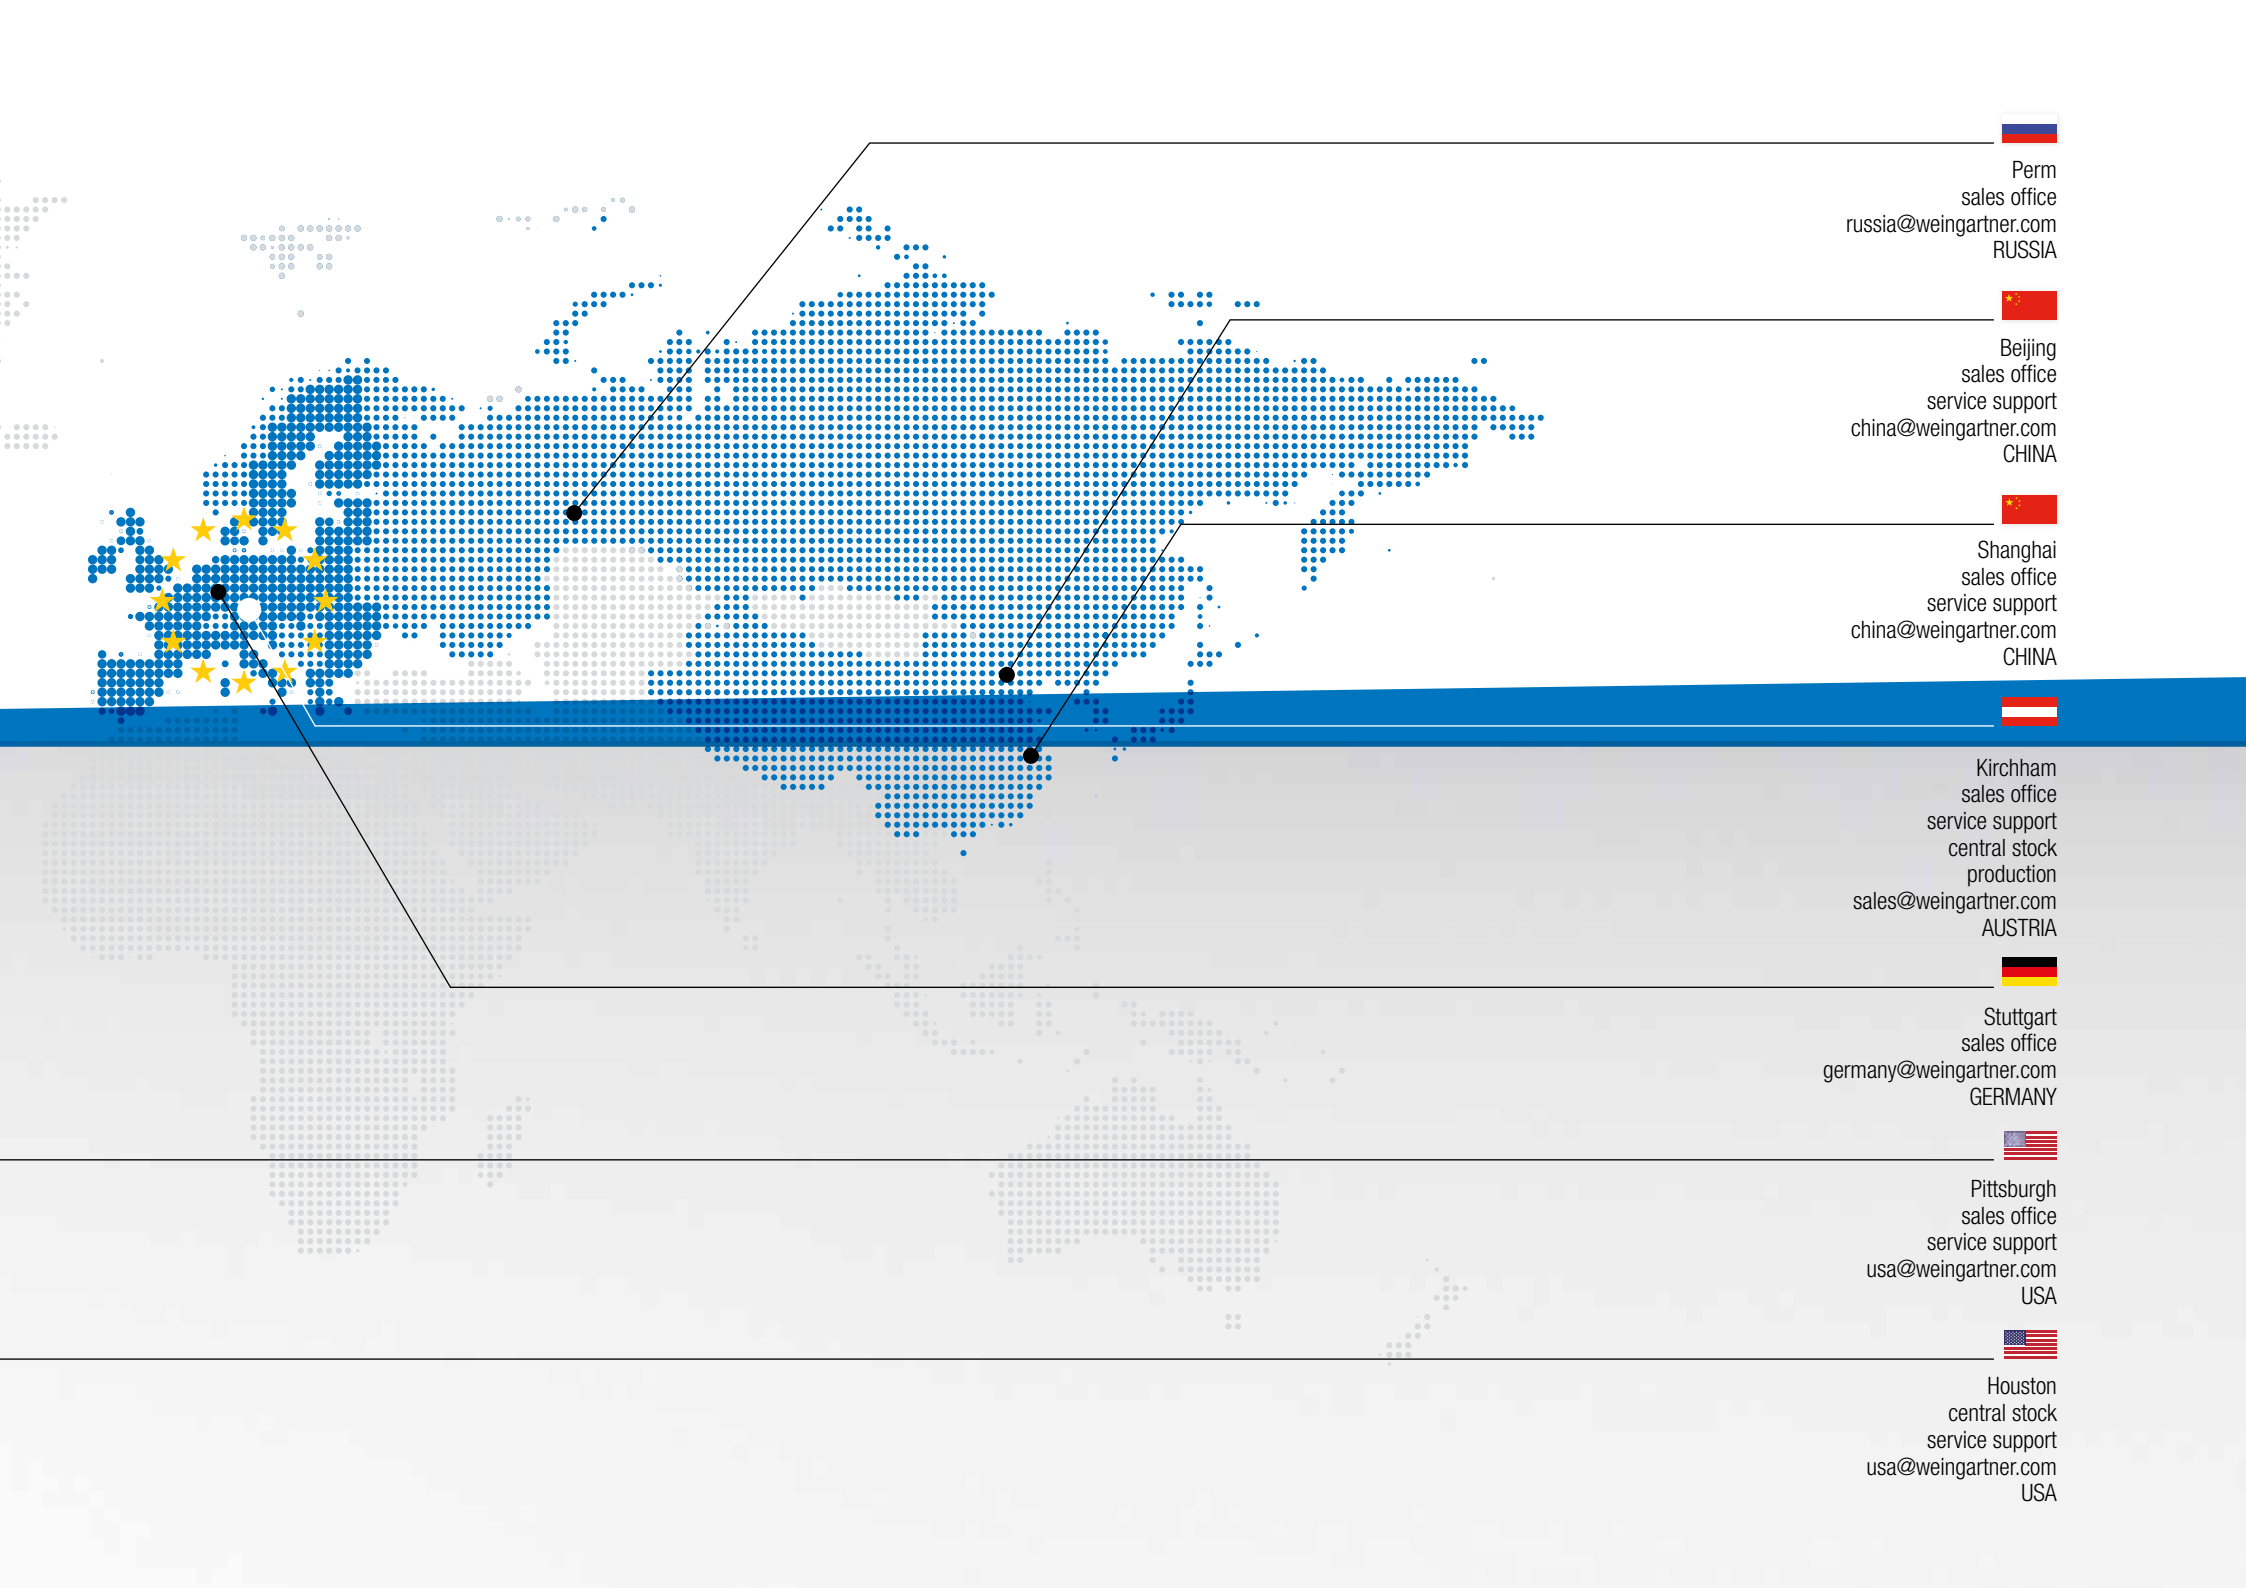 Perm
sales office
russia@weingartner.com
RUSSIA
Beijing
sales office
service support
china@weingartner.com
CHINA
Shanghai
sales office
service support
china@weingartner.com
CHINA
Kirchham
sales office
service support
central stock
production
sales@weingartner.com
AUSTRIA
Stuttgart
sales office
germany@weingartner.com
GERMANY
Pittsburgh
sales office
service support
usa@weingartner.com
USA
Houston
central stock
service support
usa@weingartner.com
USA